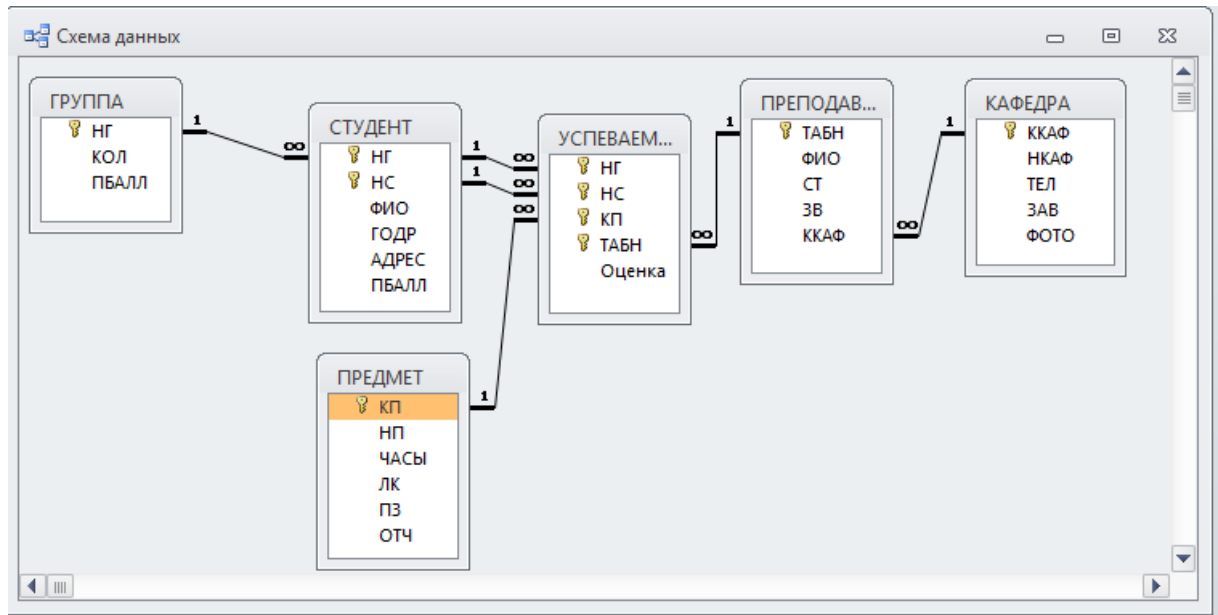 Схема данных
ГРУППА
НГ
КОЛ
ПБАЛЛ
1
∞
СТУДЕНТ
НГ
НС
ФИО
ГОДР
АДРЕС
ПБАЛЛ
1
∞
1
∞
∞
УСПЕВАЕМ...
НГ
НС
КП
ТАБН
Оценка
∞
1
ПРЕПОДАВ...
ТАБН
ФИО
СТ
ЗВ
ККАФ
∞
1
КАФЕДРА
ККАФ
НКАФ
ТЕЛ
ЗАВ
ФОТО
ПРЕДМЕТ
КП
НП
ЧАСЫ
ЛК
ПЗ
ОТЧ
1